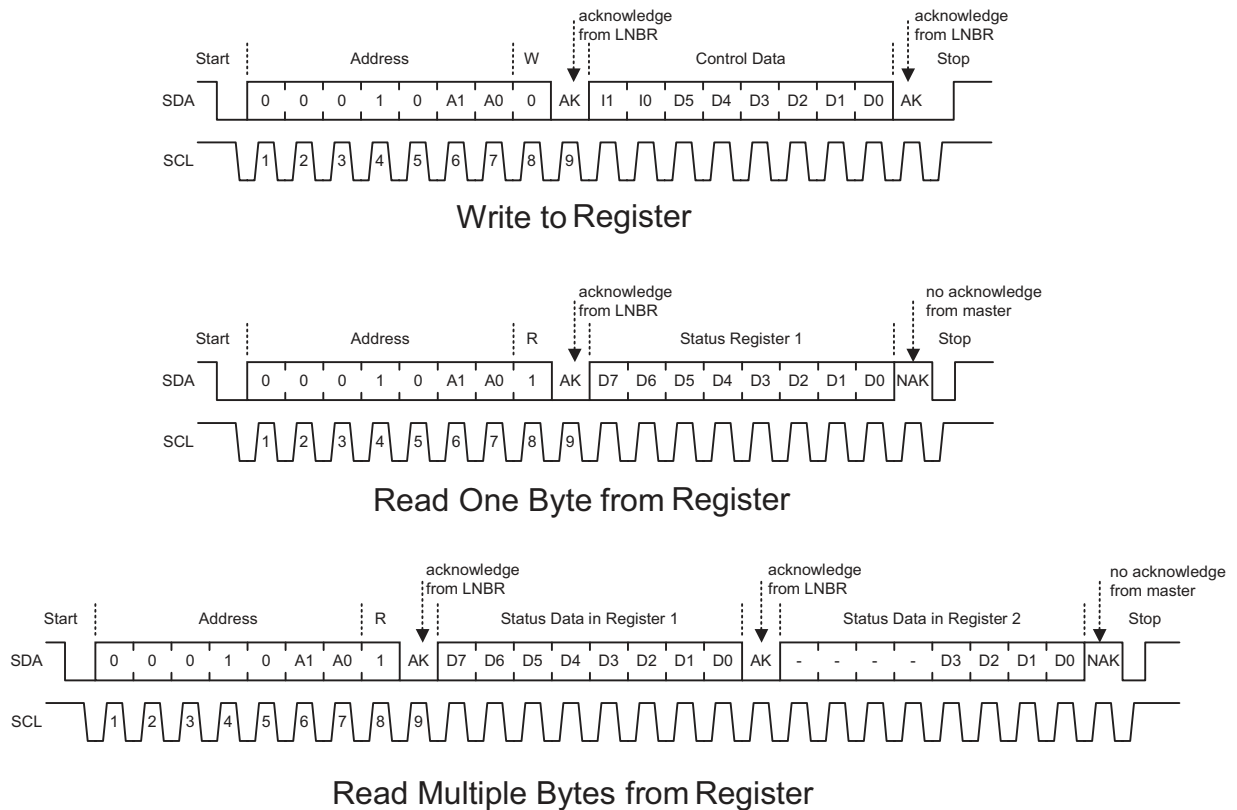 acknowledge
from LNBR
acknowledge
from LNBR
Start Address W Control Data Stop
SDA 0 0 0 1 0 A1 A0 0 AK I1 I0 D5 D4 D3 D2 D1 D0 AK
SCL 1 2 3 4 5 6 7 8 9
Write to Register
acknowledge
from LNBR
no acknowledge
from master
Start Address R Status Register 1 Stop
SDA 0 0 0 1 0 A1 A0 1 AK D7 D6 D5 D4 D3 D2 D1 D0 NAK
SCL 1 2 3 4 5 6 7 8 9
Read One Byte from Register
acknowledge
from LNBR
acknowledge
from LNBR
no acknowledge
from master
Start Address R Status Data in Register 1 Status Data in Register 2 Stop
SDA 0 0 0 1 0 A1 A0 1 AK D7 D6 D5 D4 D3 D2 D1 D0 AK - - - - D3 D2 D1 D0 NAK
SCL 1 2 3 4 5 6 7 8 9
Read Multiple Bytes from Register